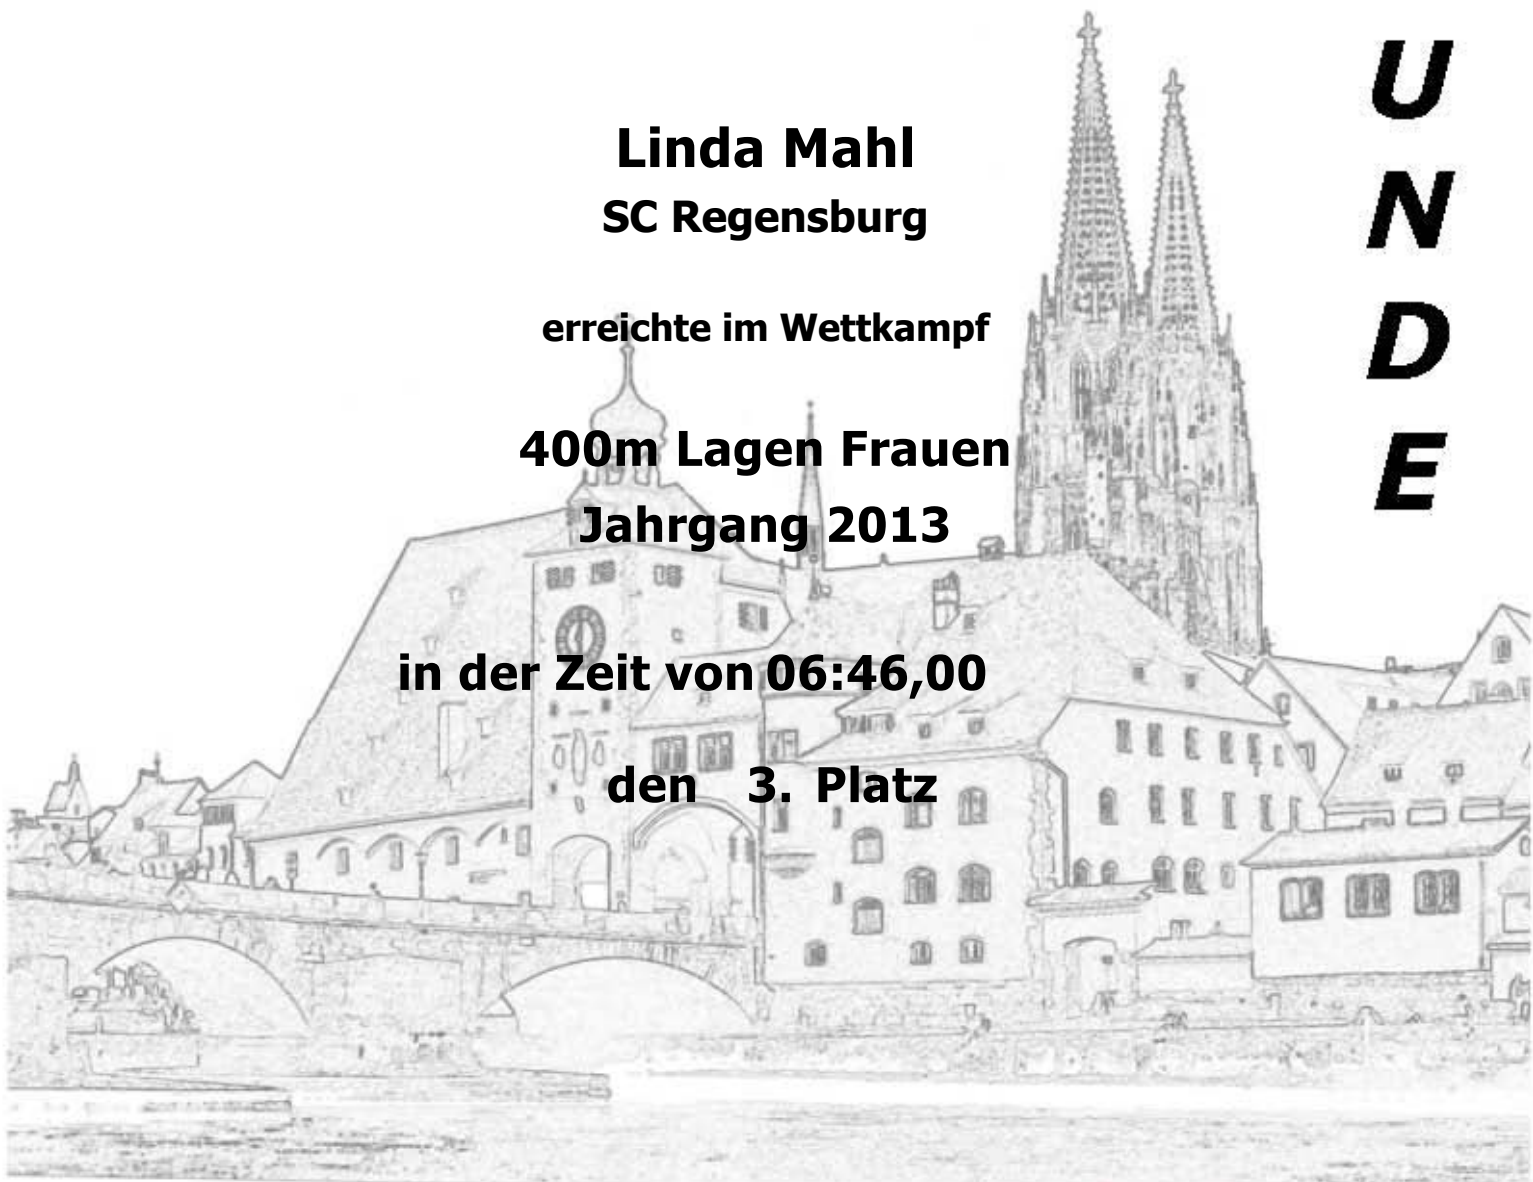 Linda Mahl
SC Regensburg
erreichte im Wettkampf
400m Lagen Frauen
Jahrgang 2013
in der Zeit von 06:46,00
den 3. Platz
U
N
D
E